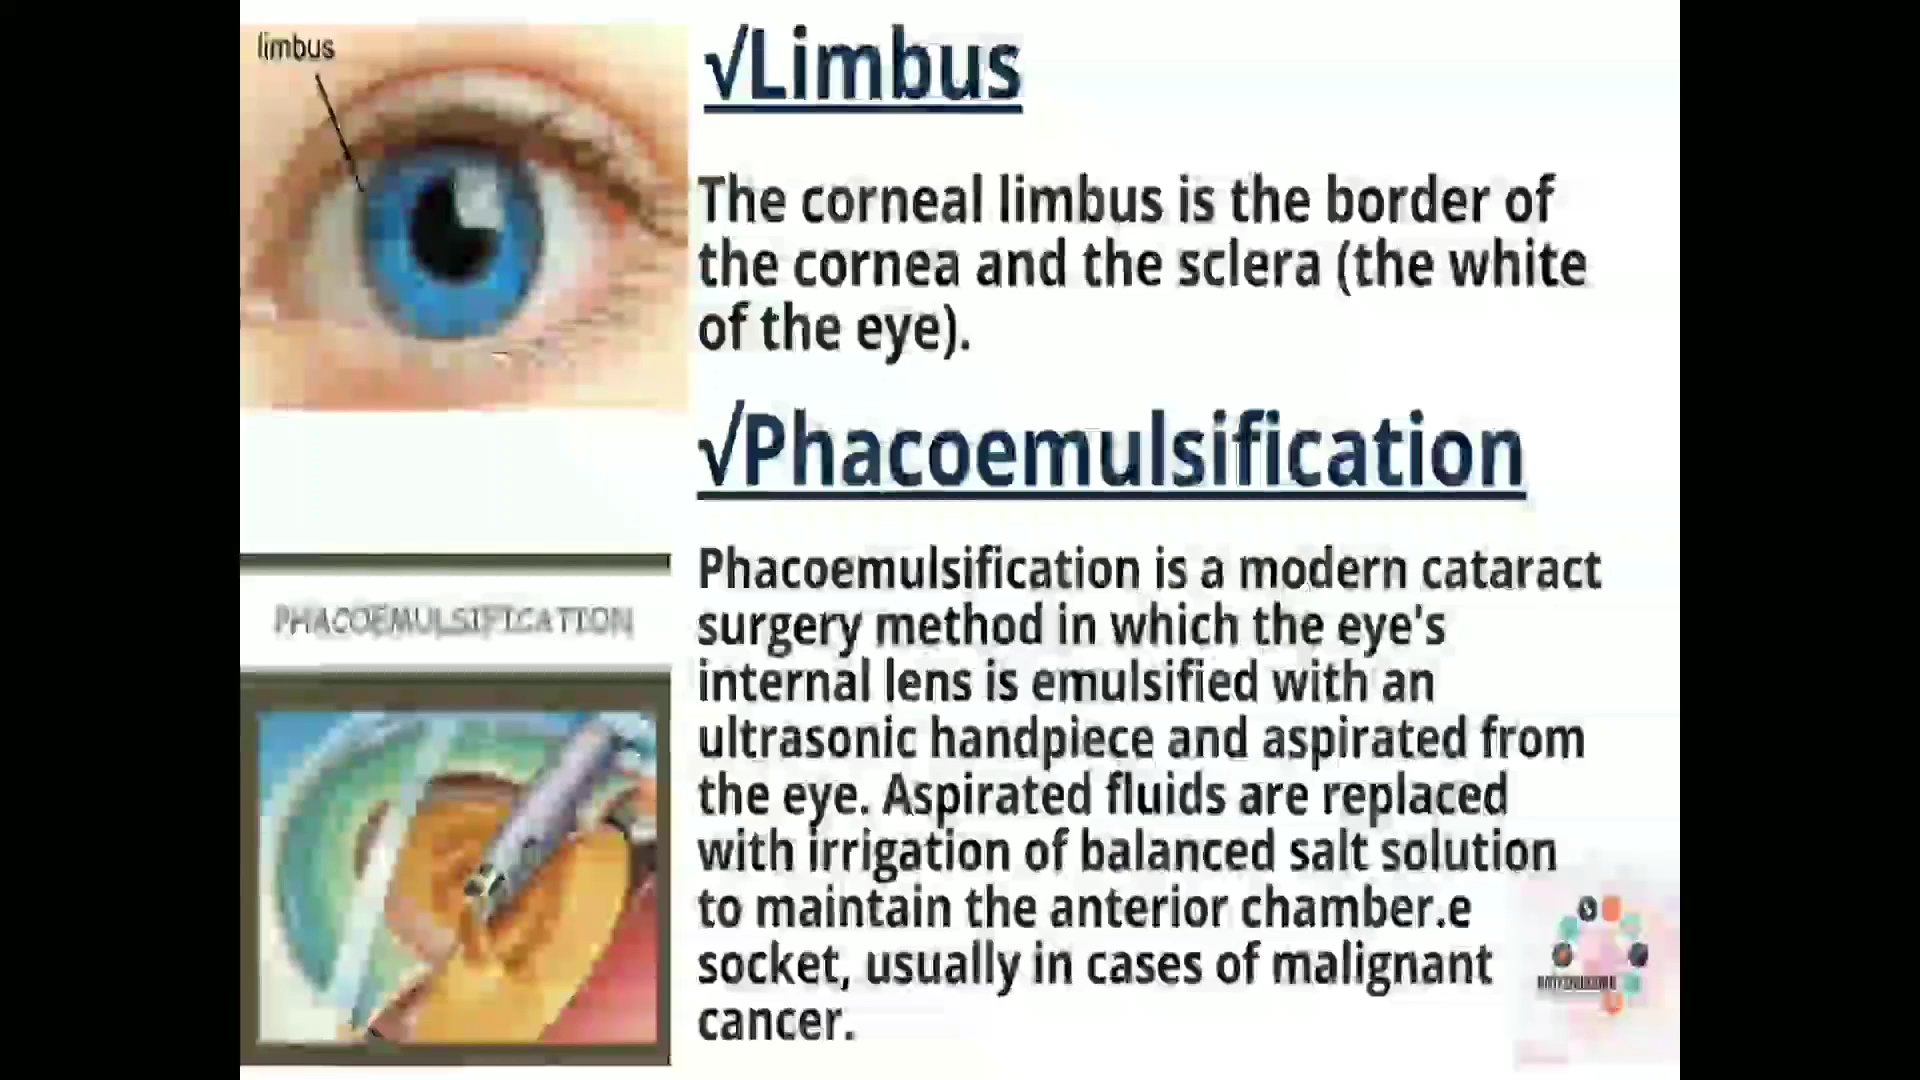 limbus
√Limbus
The corneal limbus is the border of
the cornea and the sclera (the white
of the eye).
√Phacoemulsification
PHACOEMULSIFICATION
Phacoemulsification is a modern cataract
surgery method in which the eye's
internal lens is emulsified with an
ultrasonic handpiece and aspirated from
the eye. Aspirated fluids are replaced
with irrigation of balanced salt solution
to maintain the anterior chamber.e
socket, usually in cases of malignant
cancer.